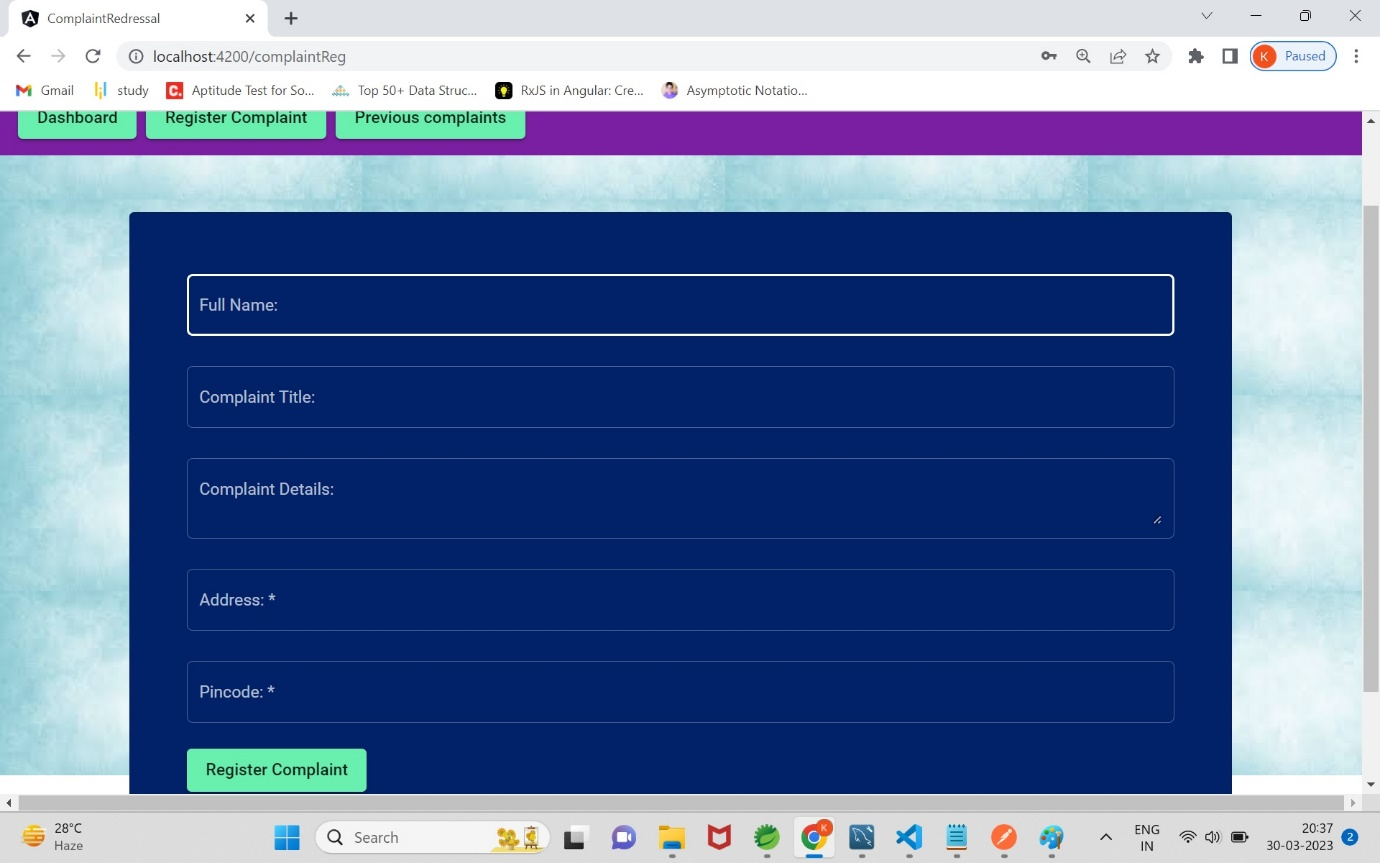 ComplaintRedressal
localhost:4200/complaintReg
K Paused
Gmail study C. Aptitude Test for So... Top 50+ Data Struc... RxJS in Angular: Cre... Asymptotic Notatio...
Dashboard Register Complaint Previous complaints
Full Name:
Complaint Title:
Complaint Details:
Address: *
Pincode: *
Register Complaint
28°C
Haze
Search
K
ENG
IN
20:37
30-03-2023
2